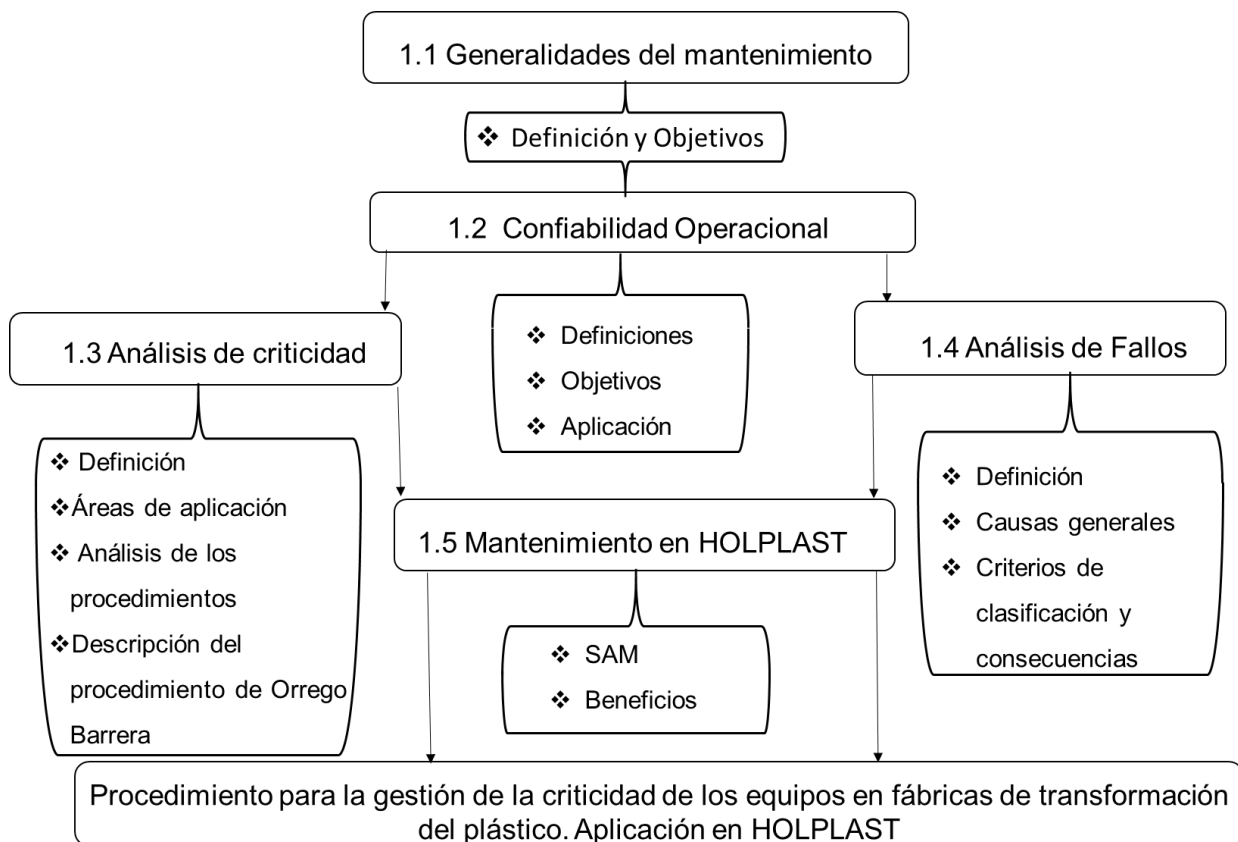 1.1 Generalidades del mantenimiento
❖ Definición y Objetivos
1.2 Confiabilidad Operacional
❖ Definiciones
❖ Objetivos
❖ Aplicación
1.3 Análisis de criticidad
❖ Definición
❖Áreas de aplicación
❖ Análisis de los
procedimientos
❖Descripción del
procedimiento de Orrego
Barrera
1.4 Análisis de Fallos
❖ Definición
❖ Causas generales
❖ Criterios de
clasificación y
consecuencias
1.5 Mantenimiento en HOLPLAST
❖ SAM
❖ Beneficios
Procedimiento para la gestión de la criticidad de los equipos en fábricas de transformación
del plástico. Aplicación en HOLPLAST